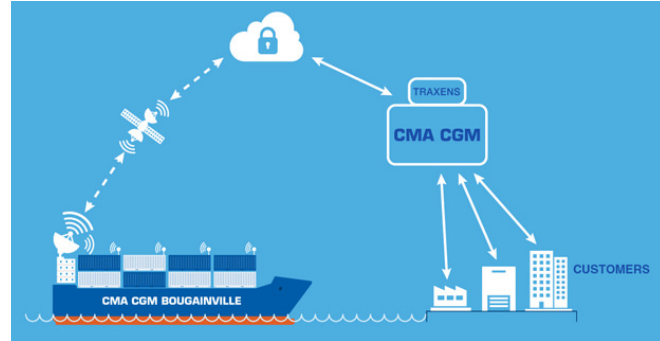 TRAXENS
CMA CGM
CUSTOMERS
CMA CGM BOUGAINVILLE